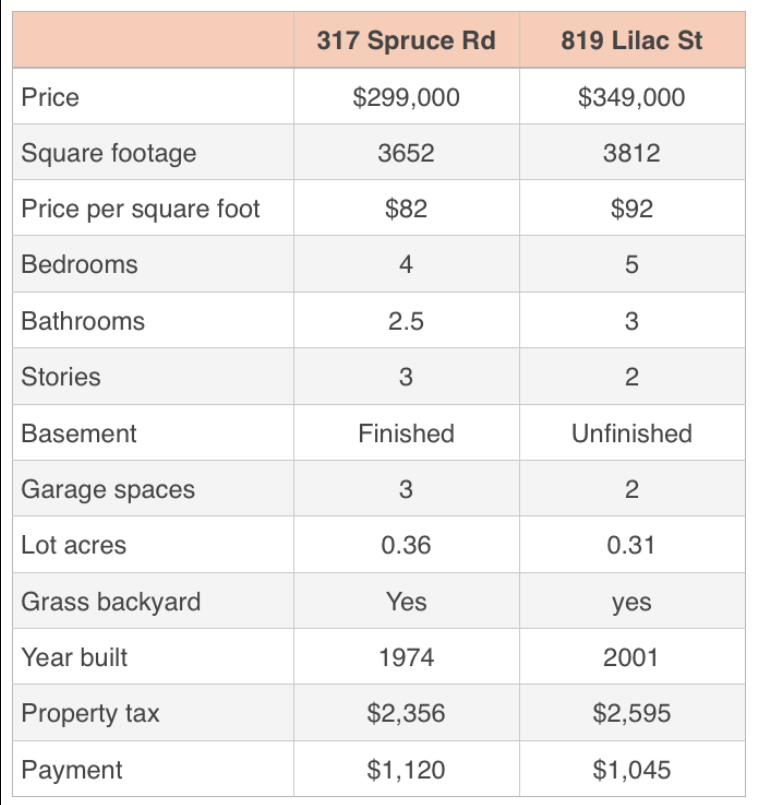 317 Spruce Rd 819 Lilac St
Price $299,000 $349,000
Square footage 3652 3812
Price per square foot $82 $92
Bedrooms 4 5
Bathrooms 2.5 3
Stories 3 2
Basement Finished Unfinished
Garage spaces 3 2
Lot acres 0.36 0.31
Grass backyard Yes yes
Year built 1974 2001
Property tax $2,356 $2,595
Payment $1,120 $1,045